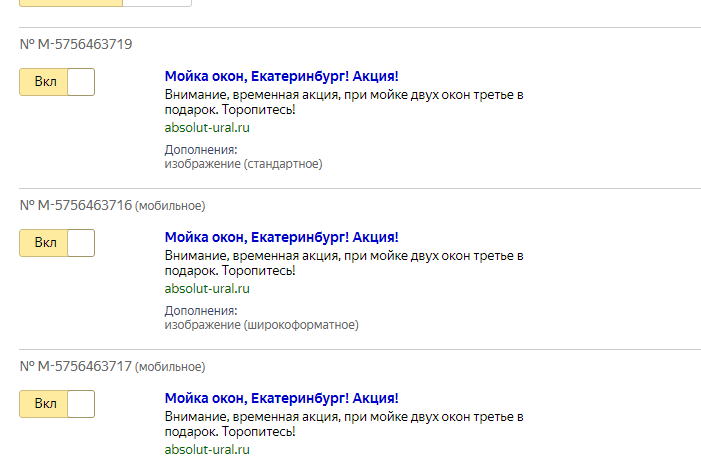 № M-5756463719
Вкл
Мойка окон, Екатеринбург! Акция!
Внимание, временная акция, при мойке двух окон третье в
подарок. Торопитесь!
absolut-ural.ru
Дополнения:
изображение (стандартное)
№ M-5756463716 (мобильное)
Вкл
Мойка окон, Екатеринбург! Акция!
Внимание, временная акция, при мойке двух окон третье в
подарок. Торопитесь!
absolut-ural.ru
Дополнения:
изображение (широкоформатное)
№ M-5756463717 (мобильное)
Вкл
Мойка окон, Екатеринбург! Акция!
Внимание, временная акция, при мойке двух окон третье в
подарок. Торопитесь!
absolut-ural.ru